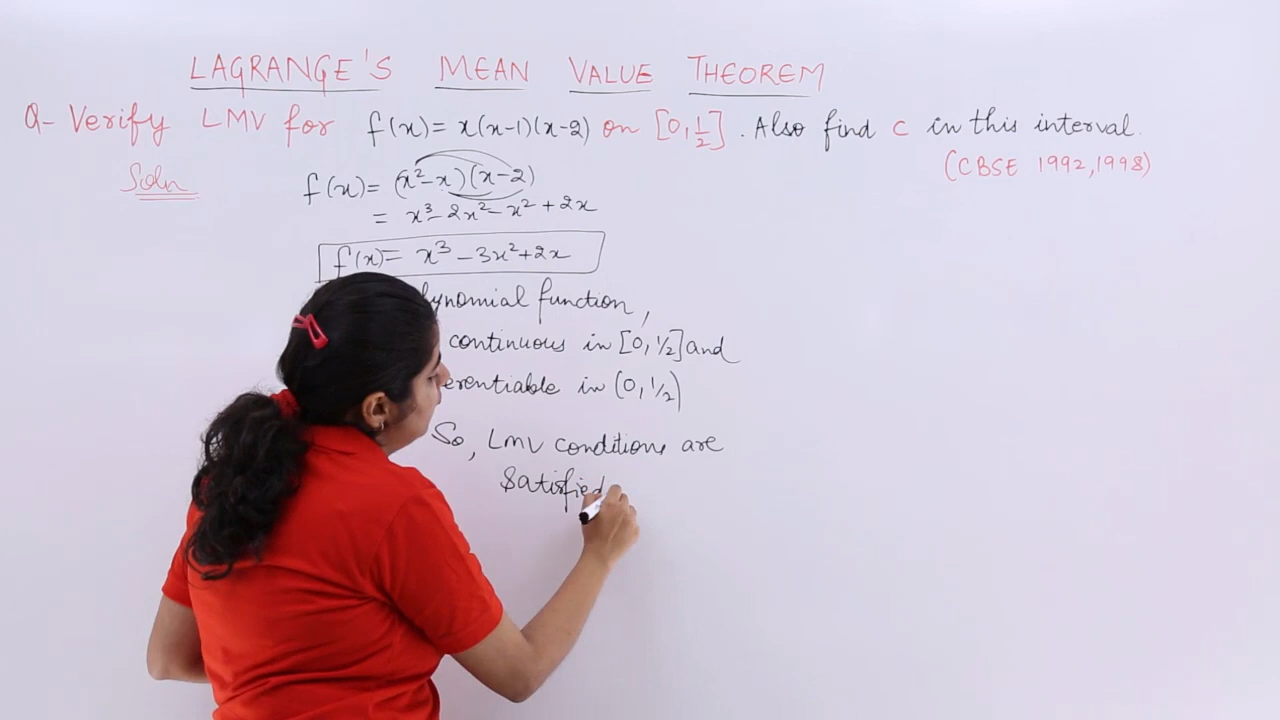 LAGRANGE'S MEAN VALUE THEOREM
Q- Verify LMV for f(x) = x(x-1)(x-2) on [0, 1/2]. Also find c in this interval.
(CBSE 1992, 1998)
Soln
f(x) = (x²-x)(x-2)
= x³-2x²-x²+2x
f(x) = x³-3x²+2x
function,
continuous in [0, 1/2] and
in (0, 1/2)
So, LMV conditions are
satisfied